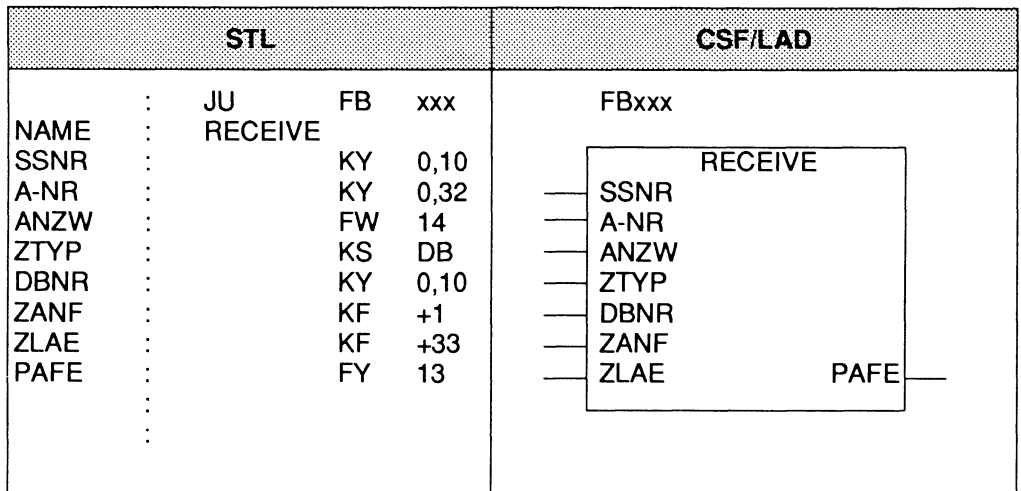 STL CSF/LAD
: JU FB xxx FBxxx
NAME : RECEIVE
SSNR : KY 0,10
A-NR : KY 0,32
ANZW : FW 14
ZTYP : KS DB
DBNR : KY 0,10
ZANF : KF +1
ZLAE : KF +33
PAFE : FY 13
:
:
RECEIVE
SSNR
A-NR
ANZW
ZTYP
DBNR
ZANF
ZLAE PAFE